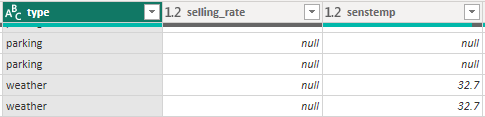 ABC type 1.2 selling_rate 1.2 senstemp
parking null null
parking null null
weather null 32.7
weather null 32.7